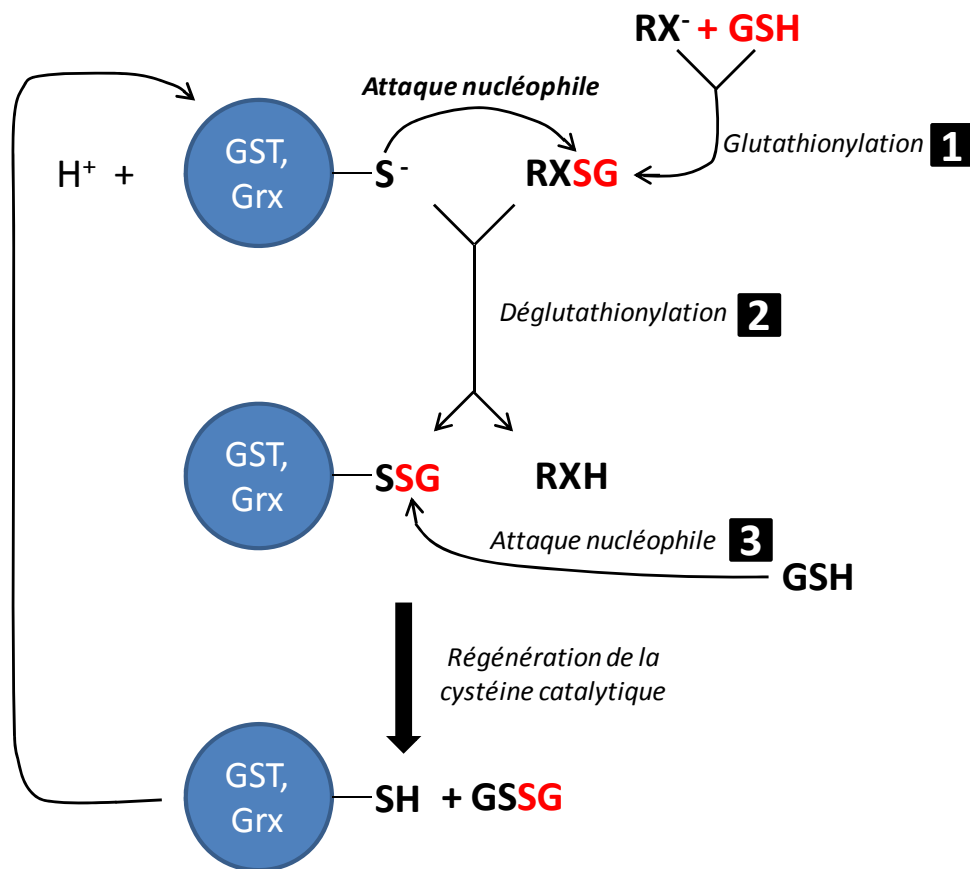 RX⁻ + GSH
Attaque nucléophile
Glutathionylation 1
H⁺ +
GST,
Grx
S⁻
RXSG
Déglutathionylation 2
GST,
Grx
SSG
RXH
Attaque nucléophile 3
GSH
Régénération de la
cystéine catalytique
GST,
Grx
SH + GSSG